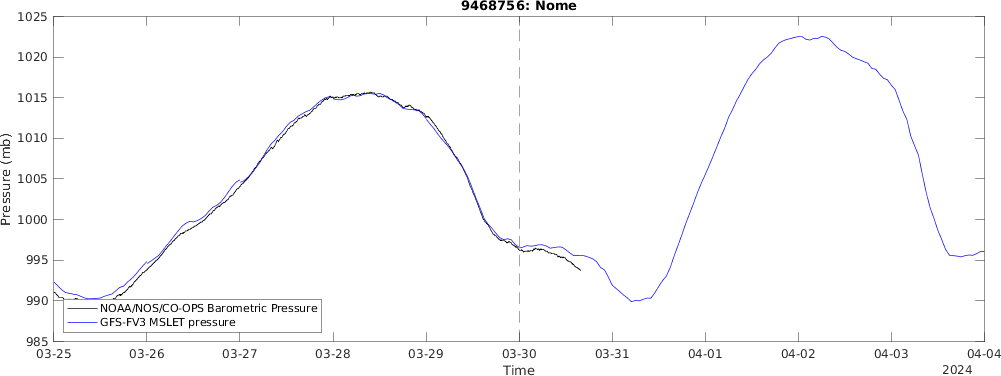 9468756: Nome
1025
1020
1015
1010
1005
1000
995
990
985
Pressure (mb)
NOAA/NOS/CO-OPS Barometric Pressure
GFS-FV3 MSLET pressure
03-25 03-26 03-27 03-28 03-29 03-30 03-31 04-01 04-02 04-03 04-04
Time
2024